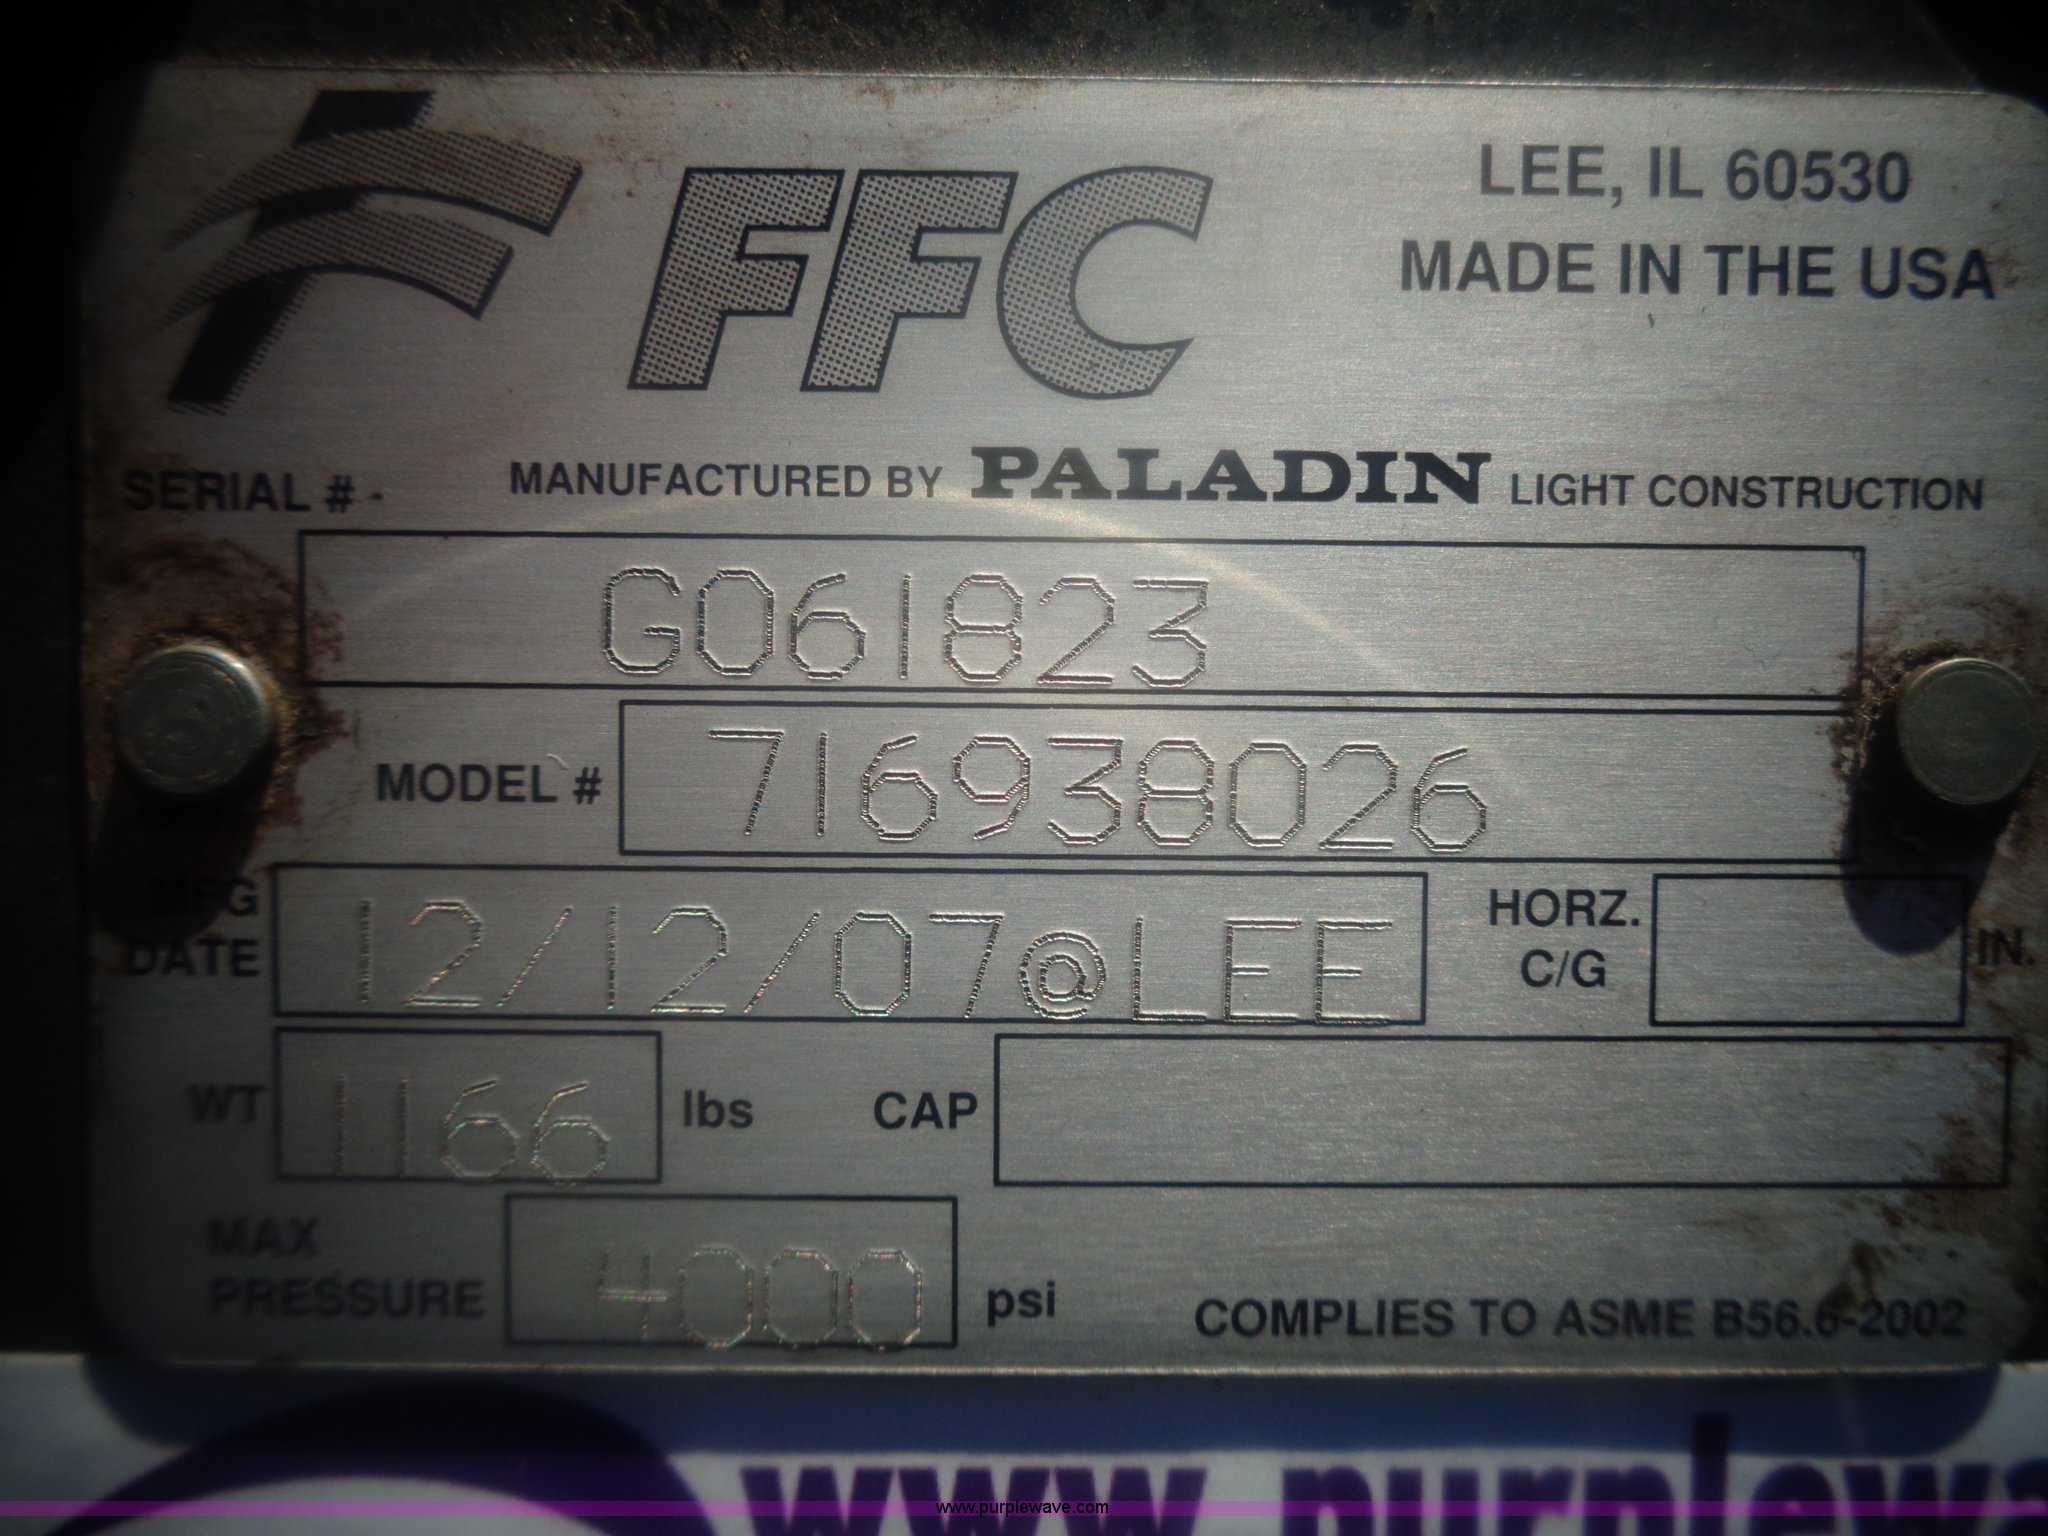 FFC
LEE, IL 60530
MADE IN THE USA
SERIAL #
MANUFACTURED BY PALADIN LIGHT CONSTRUCTION
G061823
MODEL # 716938026
MFG DATE 12/12/07@LEE HORZ. C/G IN.
WT 1166 lbs CAP
MAX PRESSURE 4000 psi
COMPLIES TO ASME B56.6-2002
www.purplewa
www.purplewave.com